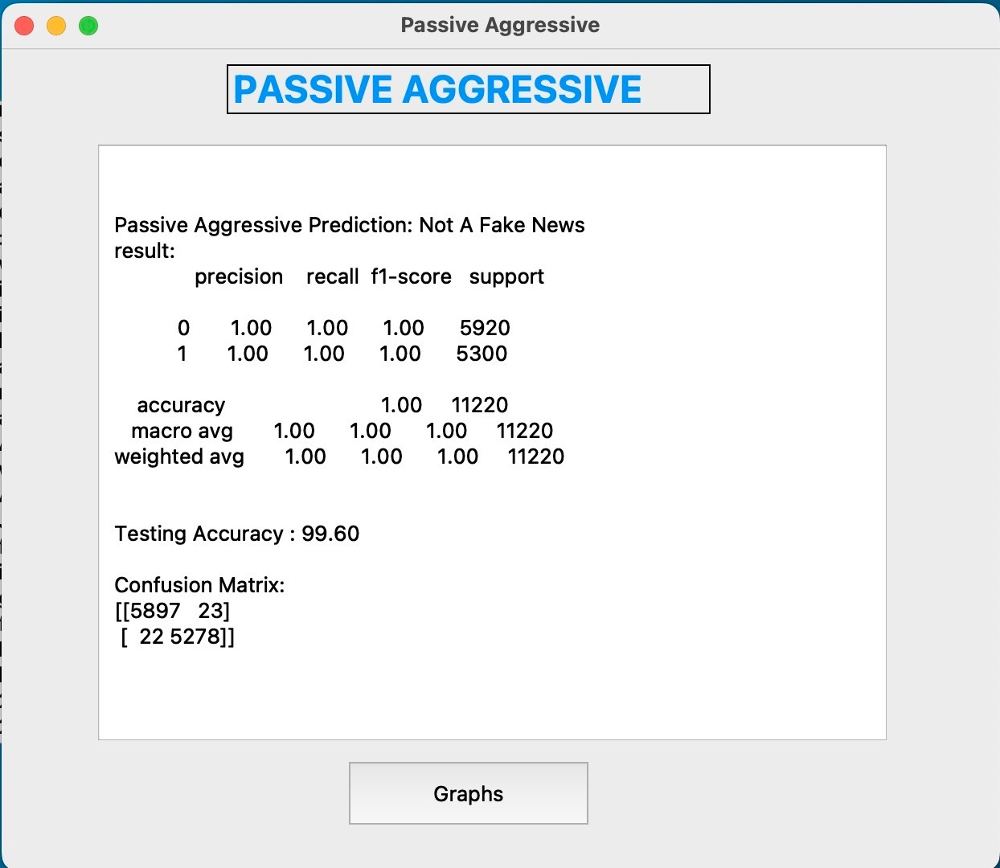 Passive Aggressive
PASSIVE AGGRESSIVE
Passive Aggressive Prediction: Not A Fake News
result:
precision recall f1-score support
0 1.00 1.00 1.00 5920
1 1.00 1.00 1.00 5300
accuracy 1.00 11220
macro avg 1.00 1.00 1.00 11220
weighted avg 1.00 1.00 1.00 11220
Testing Accuracy : 99.60
Confusion Matrix:
[[5897 23]
[ 22 5278]]
Graphs